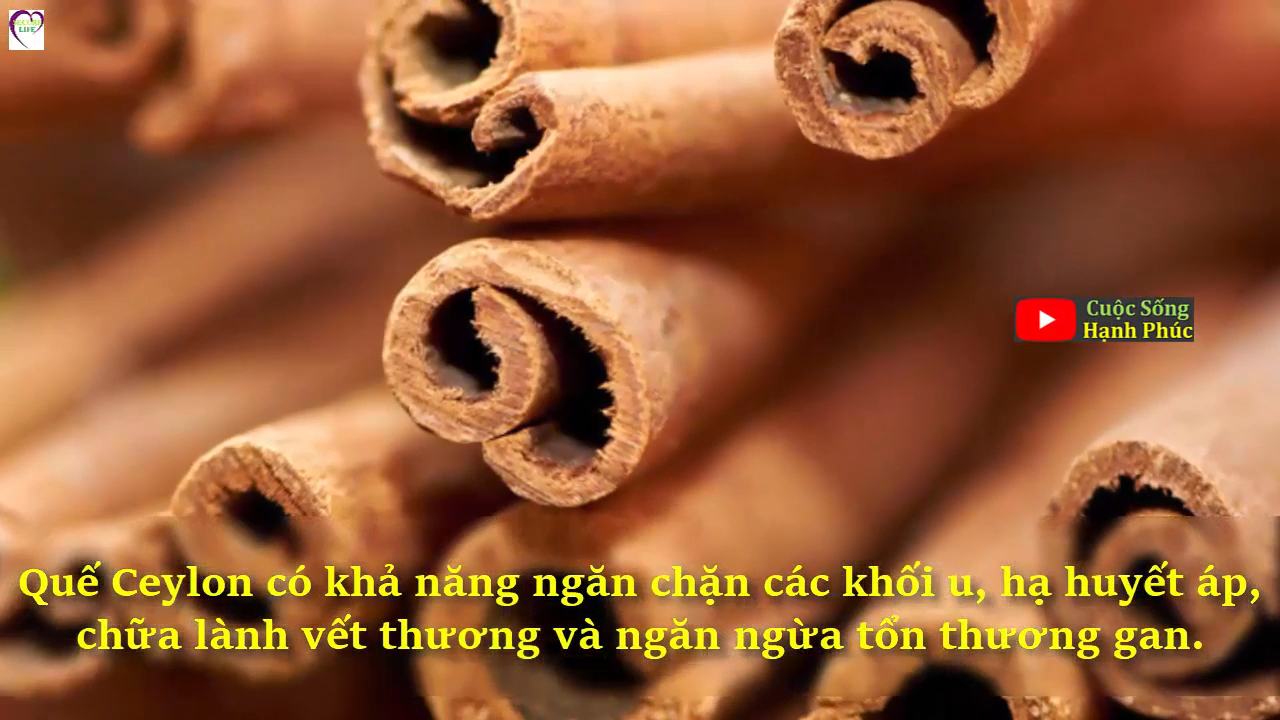 LIFE
Cuộc Sống
Hạnh Phúc
Quế Ceylon có khả năng ngăn chặn các khối u, hạ huyết áp,
chữa lành vết thương và ngăn ngừa tổn thương gan.